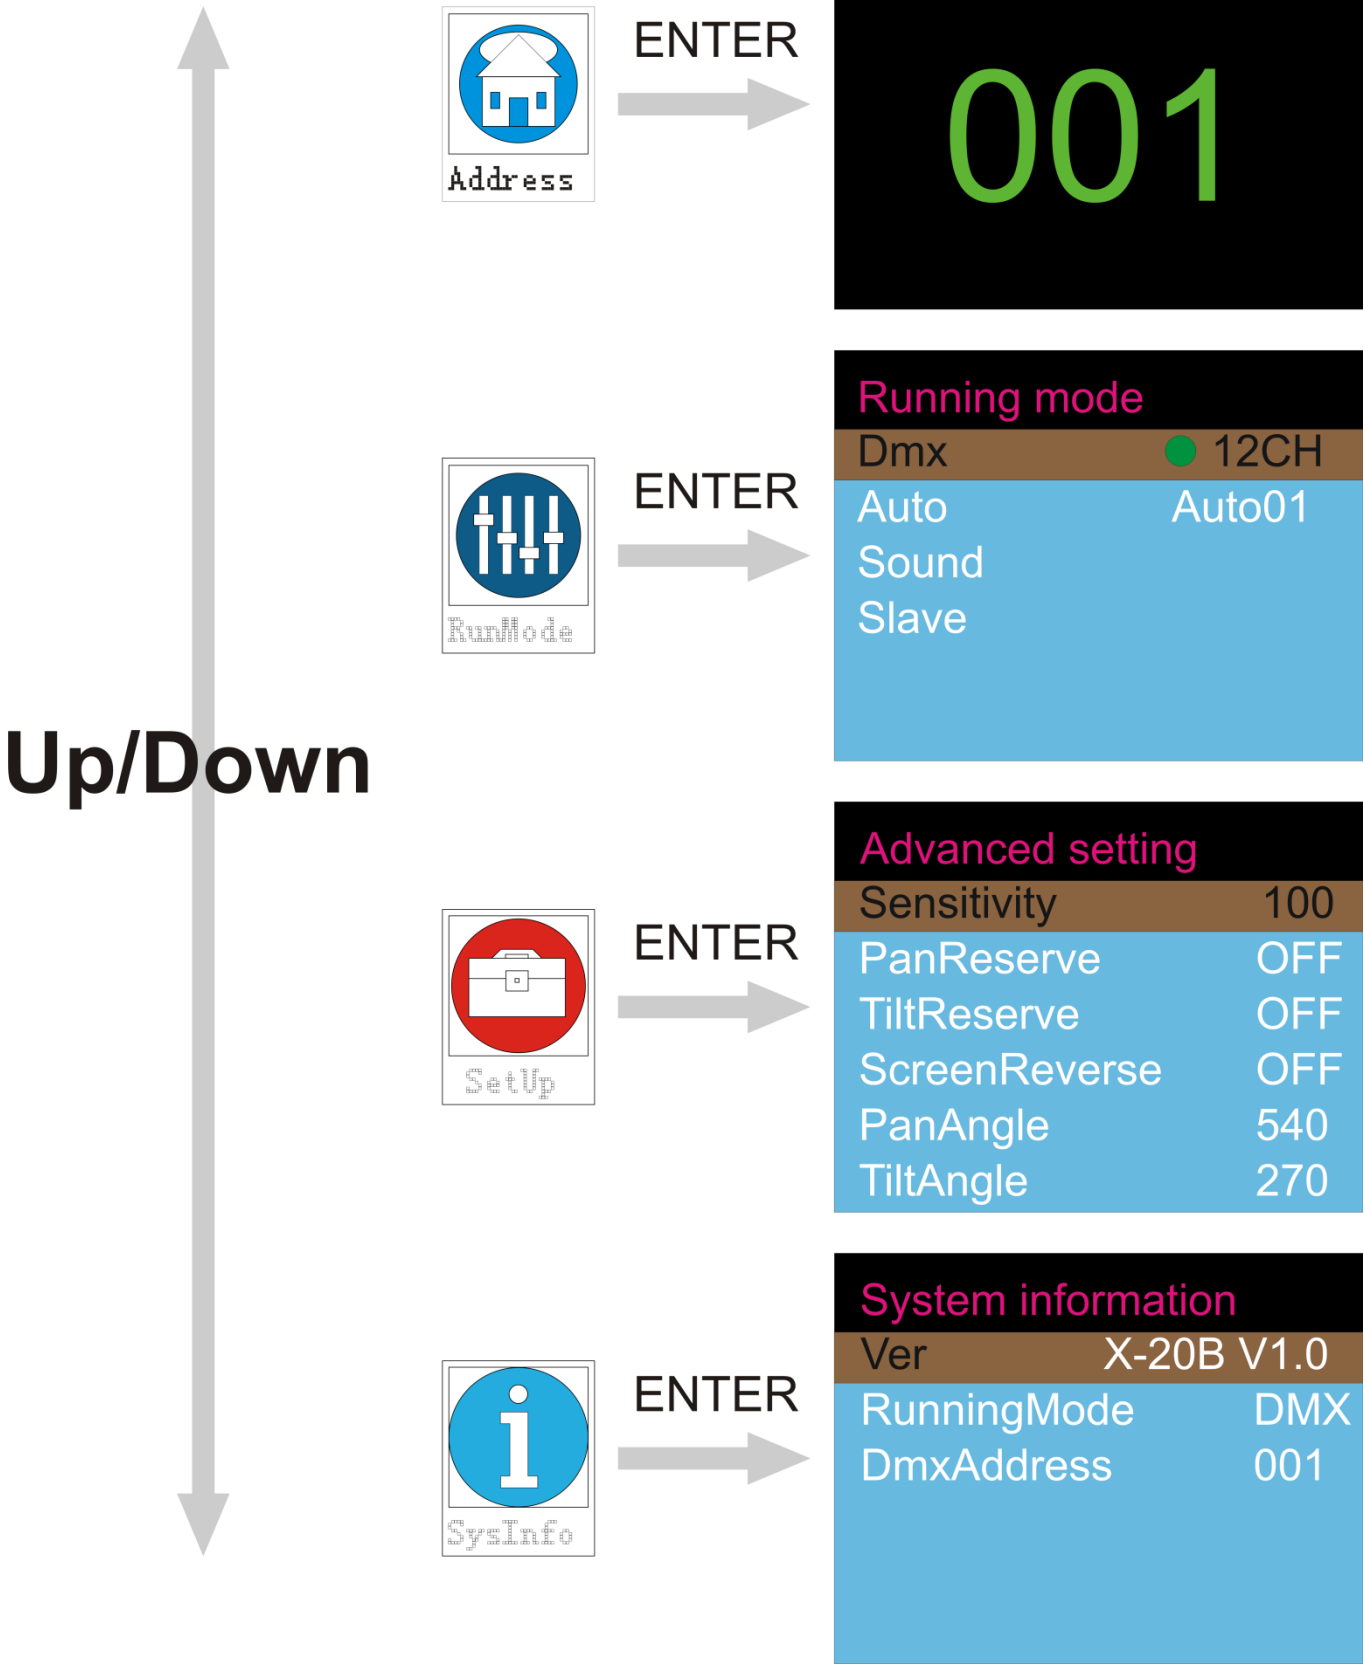 ENTER
001
Address
Running mode
Dmx 12CH
ENTER
Auto Auto01
Sound
Slave
RunMode
Up/Down
Advanced setting
Sensitivity 100
ENTER
PanReserve OFF
TiltReserve OFF
ScreenReverse OFF
SetUp
PanAngle 540
TiltAngle 270
System information
Ver X-20B V1.0
ENTER
RunningMode DMX
DmxAddress 001
SysInfo